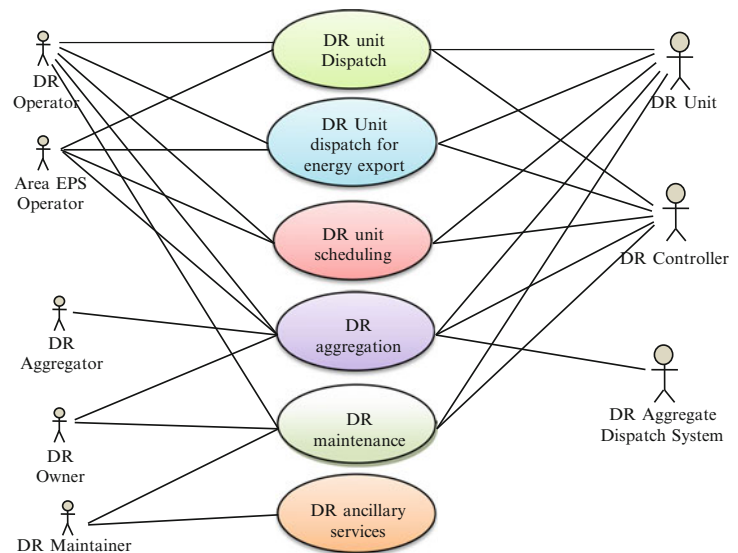 DR
Operator
Area EPS
Operator
DR
Aggregator
DR
Owner
DR Maintainer
DR unit
Dispatch
DR Unit
dispatch for
energy export
DR unit
scheduling
DR
aggregation
DR
maintenance
DR ancillary
services
DR Unit
DR Controller
DR Aggregate
Dispatch System